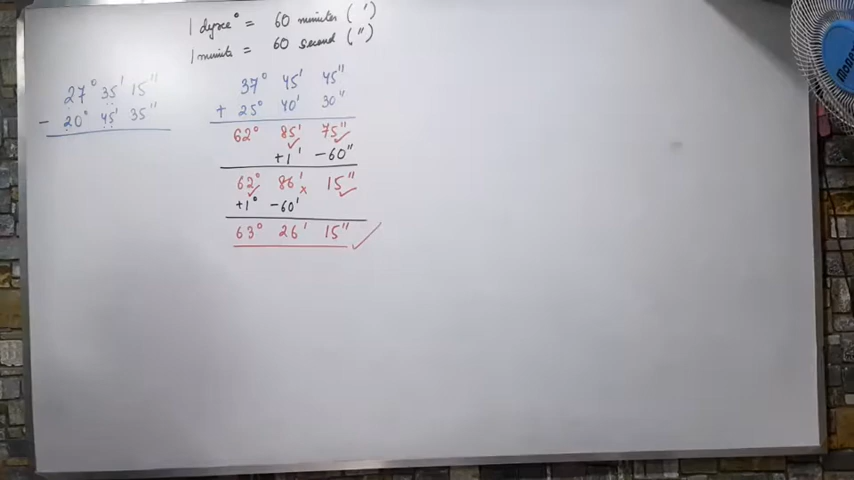 1 degree° = 60 minutes (')
1 minute = 60 second (")
27° 35' 15"
- 20° 45' 35"
37° 45' 45"
+ 25° 40' 30"
62° 85' 75"
+1' -60"
62° 86' x 15"
+1° -60'
63° 26' 15"